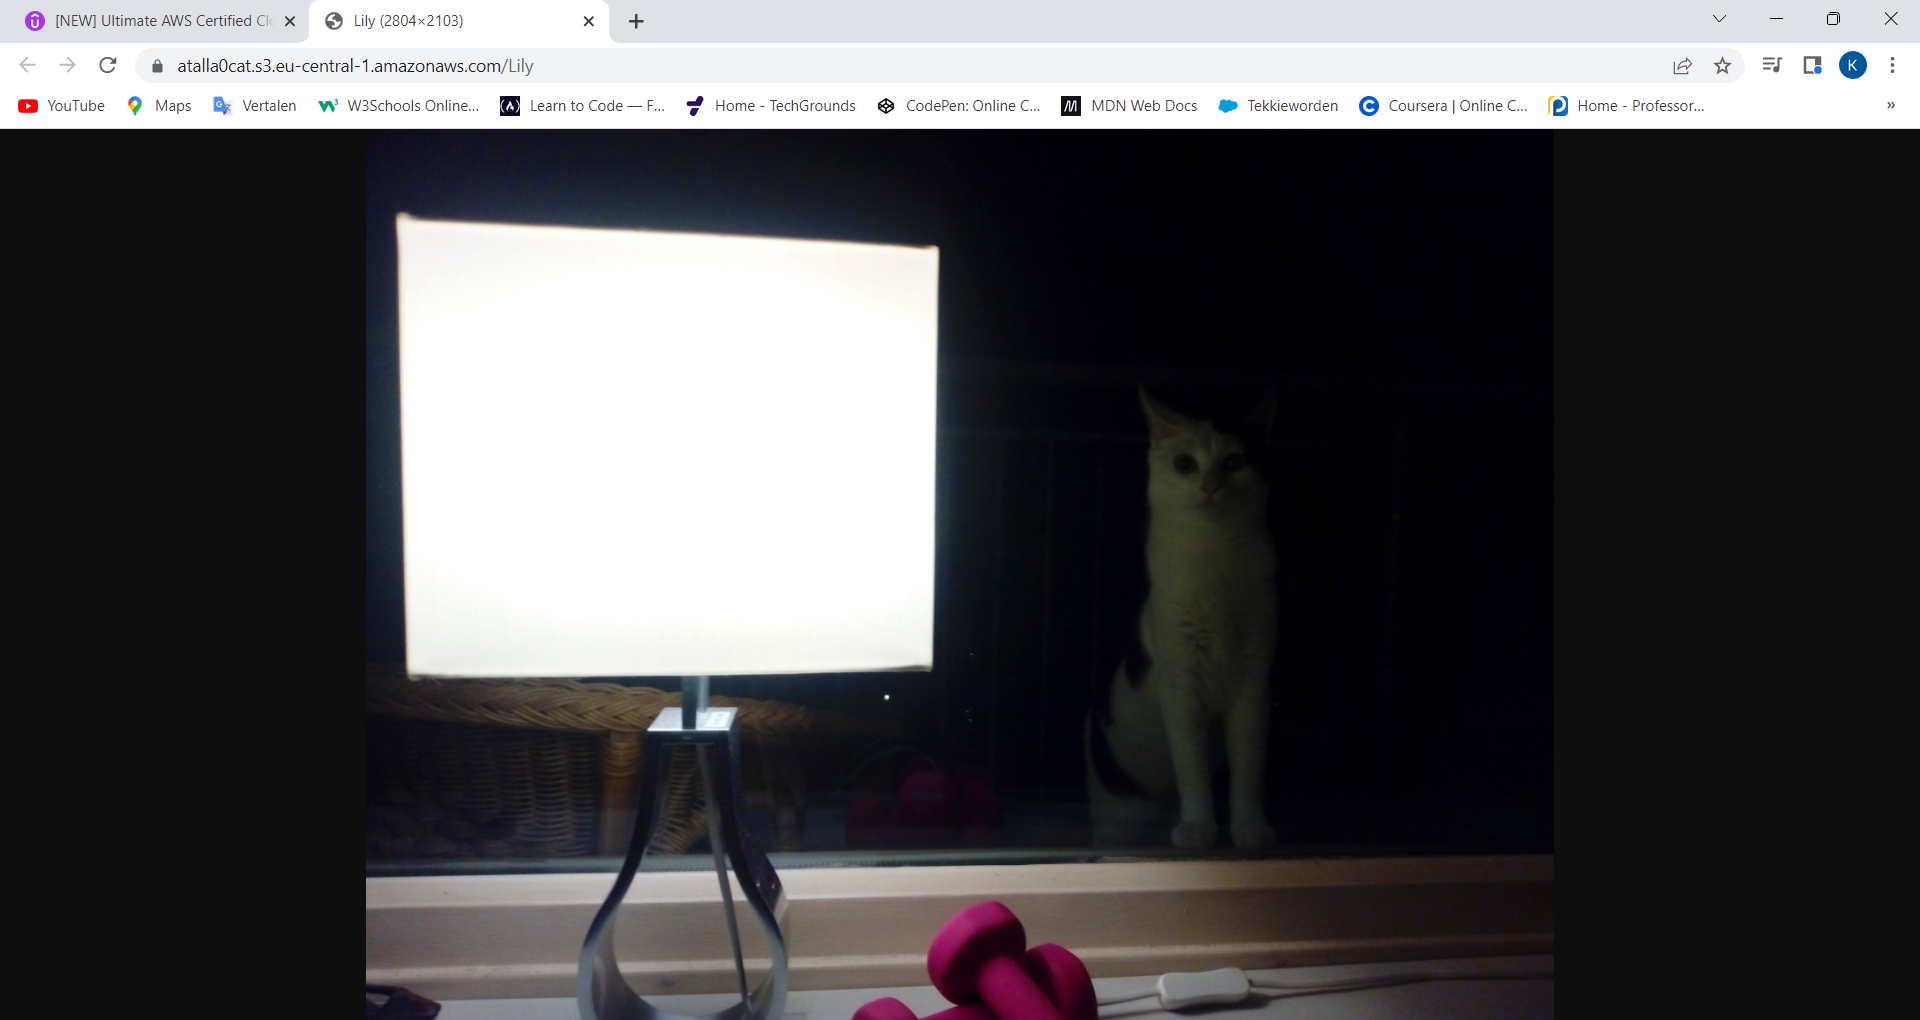 [NEW] Ultimate AWS Certified Cl
Lily (2804×2103)
atalla0cat.s3.eu-central-1.amazonaws.com/Lily
K
YouTube
Maps
Vertalen
W3Schools Online...
Learn to Code — F...
Home - TechGrounds
CodePen: Online C...
MDN Web Docs
Tekkieworden
Coursera | Online C...
Home - Professor...
»